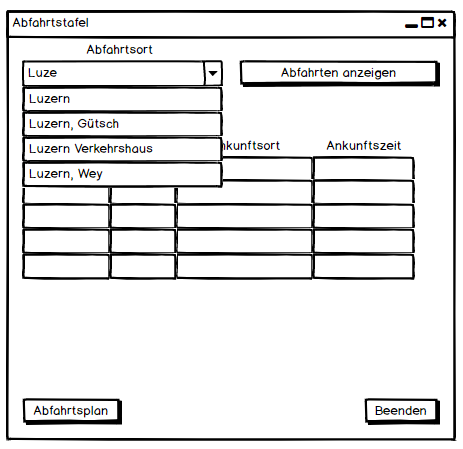 Abfahrtstafel
Abfahrtsort
Luze
Abfahrten anzeigen
Luzern
Luzern, Gütsch
Luzern Verkehrshaus
Luzern, Wey
nkunftsort
Ankunftszeit
Abfahrtsplan
Beenden